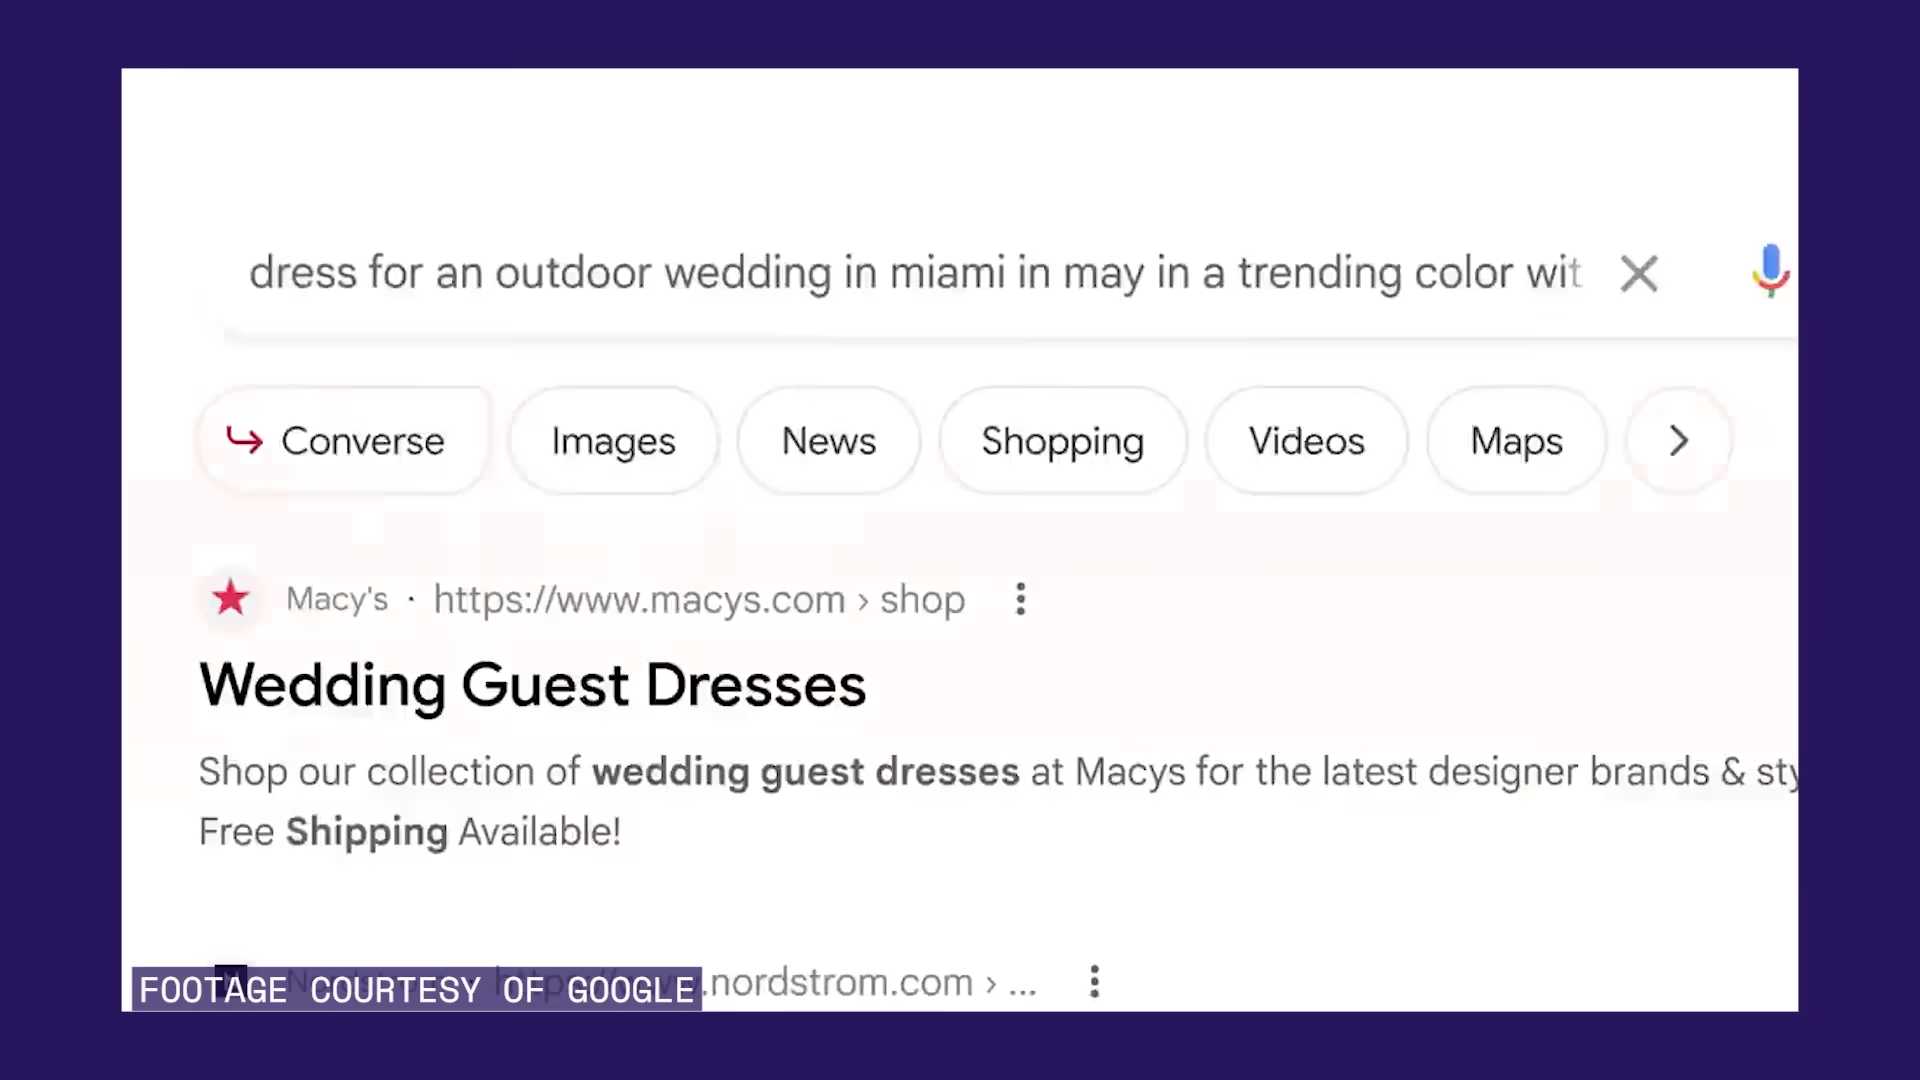 dress for an outdoor wedding in miami in may in a trending color wit
Converse Images News Shopping Videos Maps
Macy's · https://www.macys.com › shop
Wedding Guest Dresses
Shop our collection of wedding guest dresses at Macys for the latest designer brands & sty
Free Shipping Available!
.nordstrom.com › ...
FOOTAGE COURTESY OF GOOGLE